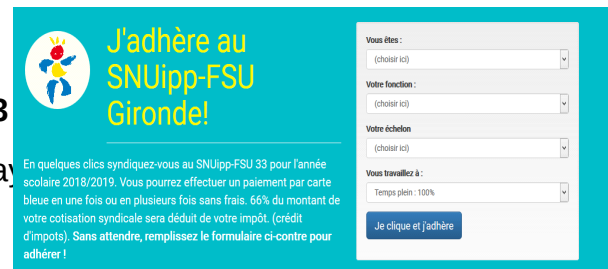 J'adhère au
SNUipp-FSU
Gironde!
En quelques clics syndiquez-vous au SNUipp-FSU 33 pour l'année
scolaire 2018/2019. Vous pourrez effectuer un paiement par carte
bleue en une fois ou en plusieurs fois sans frais. 66% du montant de
votre cotisation syndicale sera déduit de votre impôt. (crédit
d'impots). Sans attendre, remplissez le formulaire ci-contre pour
adhérer !
Vous êtes :
(choisir ici)
Votre fonction :
(choisir ici)
Votre échelon
(choisir ici)
Vous travaillez à :
Temps plein : 100%
Je clique et j'adhère